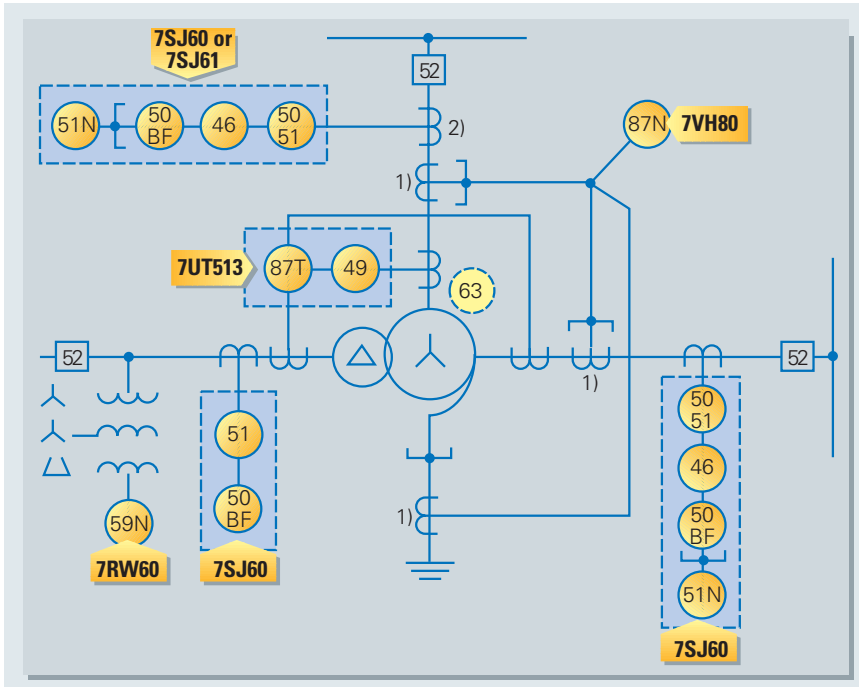 7SJ60 or
7SJ61
52
51N
50
BF
46
50
51
2)
87N
7VH80
1)
7UT513
87T
49
63
52
52
1)
51
50
BF
50
51
46
50
BF
51N
1)
59N
7RW60
7SJ60
7SJ60